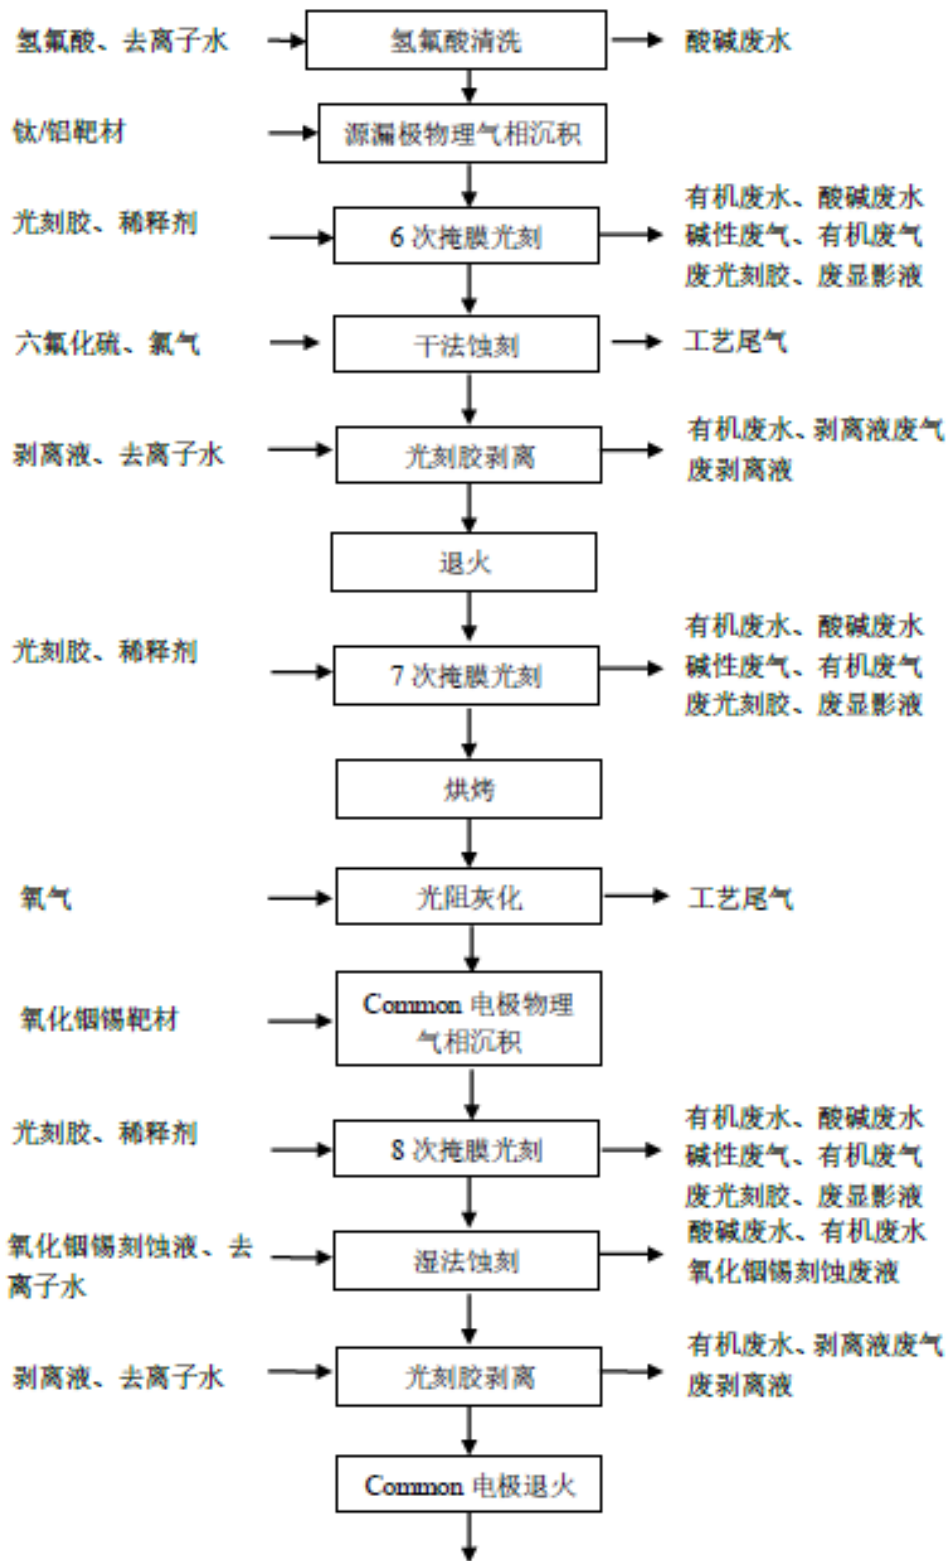 氢氟酸、去离子水
氢氟酸清洗
酸碱废水
钛/铝靶材
源漏极物理气相沉积
光刻胶、稀释剂
6 次掩膜光刻
有机废水、酸碱废水
碱性废气、有机废气
废光刻胶、废显影液
六氟化硫、氯气
干法蚀刻
工艺尾气
剥离液、去离子水
光刻胶剥离
有机废水、剥离液废气
废剥离液
退火
光刻胶、稀释剂
7 次掩膜光刻
有机废水、酸碱废水
碱性废气、有机废气
废光刻胶、废显影液
烘烤
氧气
光阻灰化
工艺尾气
氧化铟锡靶材
Common 电极物理
气相沉积
光刻胶、稀释剂
8 次掩膜光刻
有机废水、酸碱废水
碱性废气、有机废气
废光刻胶、废显影液
氧化铟锡刻蚀液、去
离子水
湿法蚀刻
酸碱废水、有机废水
氧化铟锡刻蚀废液
剥离液、去离子水
光刻胶剥离
有机废水、剥离液废气
废剥离液
Common 电极退火